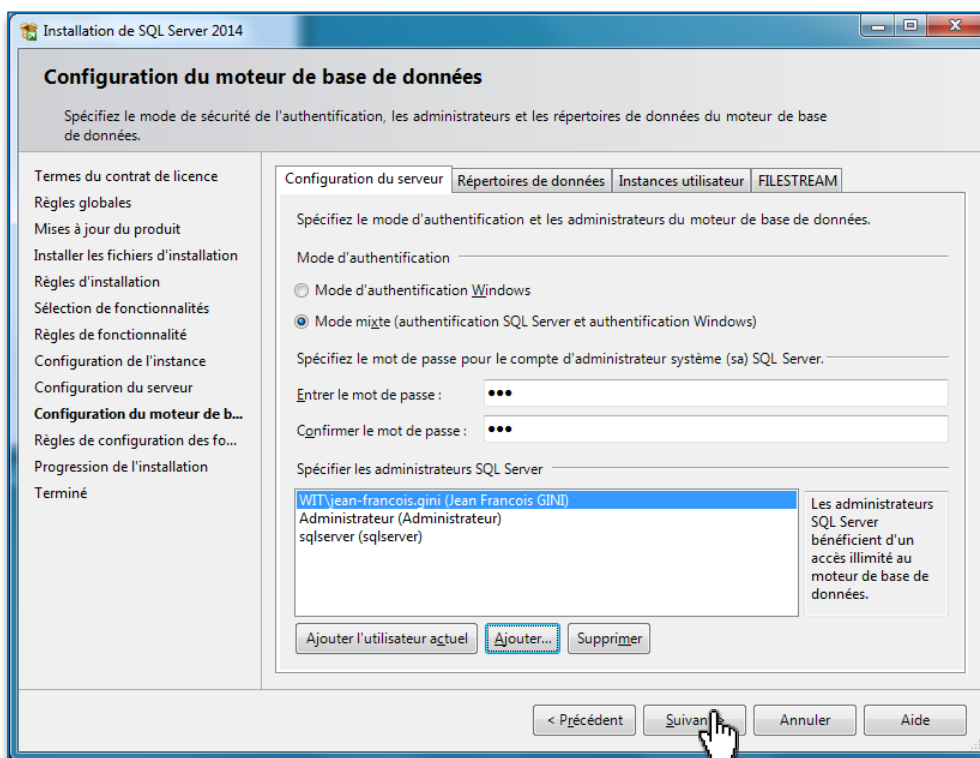 Installation de SQL Server 2014
Configuration du moteur de base de données
Spécifiez le mode de sécurité de l'authentification, les administrateurs et les répertoires de données du moteur de base
de données.
Termes du contrat de licence
Règles globales
Mises à jour du produit
Installer les fichiers d'installation
Règles d'installation
Sélection de fonctionnalités
Règles de fonctionnalité
Configuration de l'instance
Configuration du serveur
Configuration du moteur de b...
Règles de configuration des fo...
Progression de l'installation
Terminé
Configuration du serveur
Répertoires de données
Instances utilisateur
FILESTREAM
Spécifiez le mode d'authentification et les administrateurs du moteur de base de données.
Mode d'authentification
Mode d'authentification Windows
Mode mixte (authentification SQL Server et authentification Windows)
Spécifiez le mot de passe pour le compte d'administrateur système (sa) SQL Server.
Entrer le mot de passe : ●●●
Confirmer le mot de passe : ●●●
Spécifier les administrateurs SQL Server
WIT\jean-francois.gini (Jean Francois GINI)
Administrateur (Administrateur)
sqlserver (sqlserver)
Les administrateurs
SQL Server
bénéficient d'un
accès illimité au
moteur de base de
données.
Ajouter l'utilisateur actuel
Ajouter...
Supprimer
< Précédent
Suivant >
Annuler
Aide